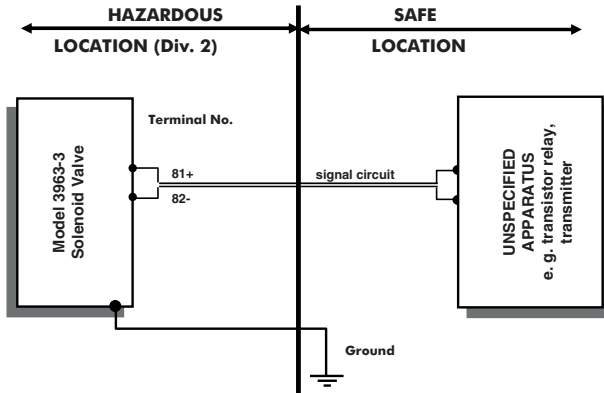 HAZARDOUS
LOCATION (Div. 2)
SAFE
LOCATION
Terminal No.
Model 3963-3
Solenoid Valve
81+
82-
signal circuit
UNSPECIFIED
APPARATUS
e. g. transistor relay,
transmitter
Ground